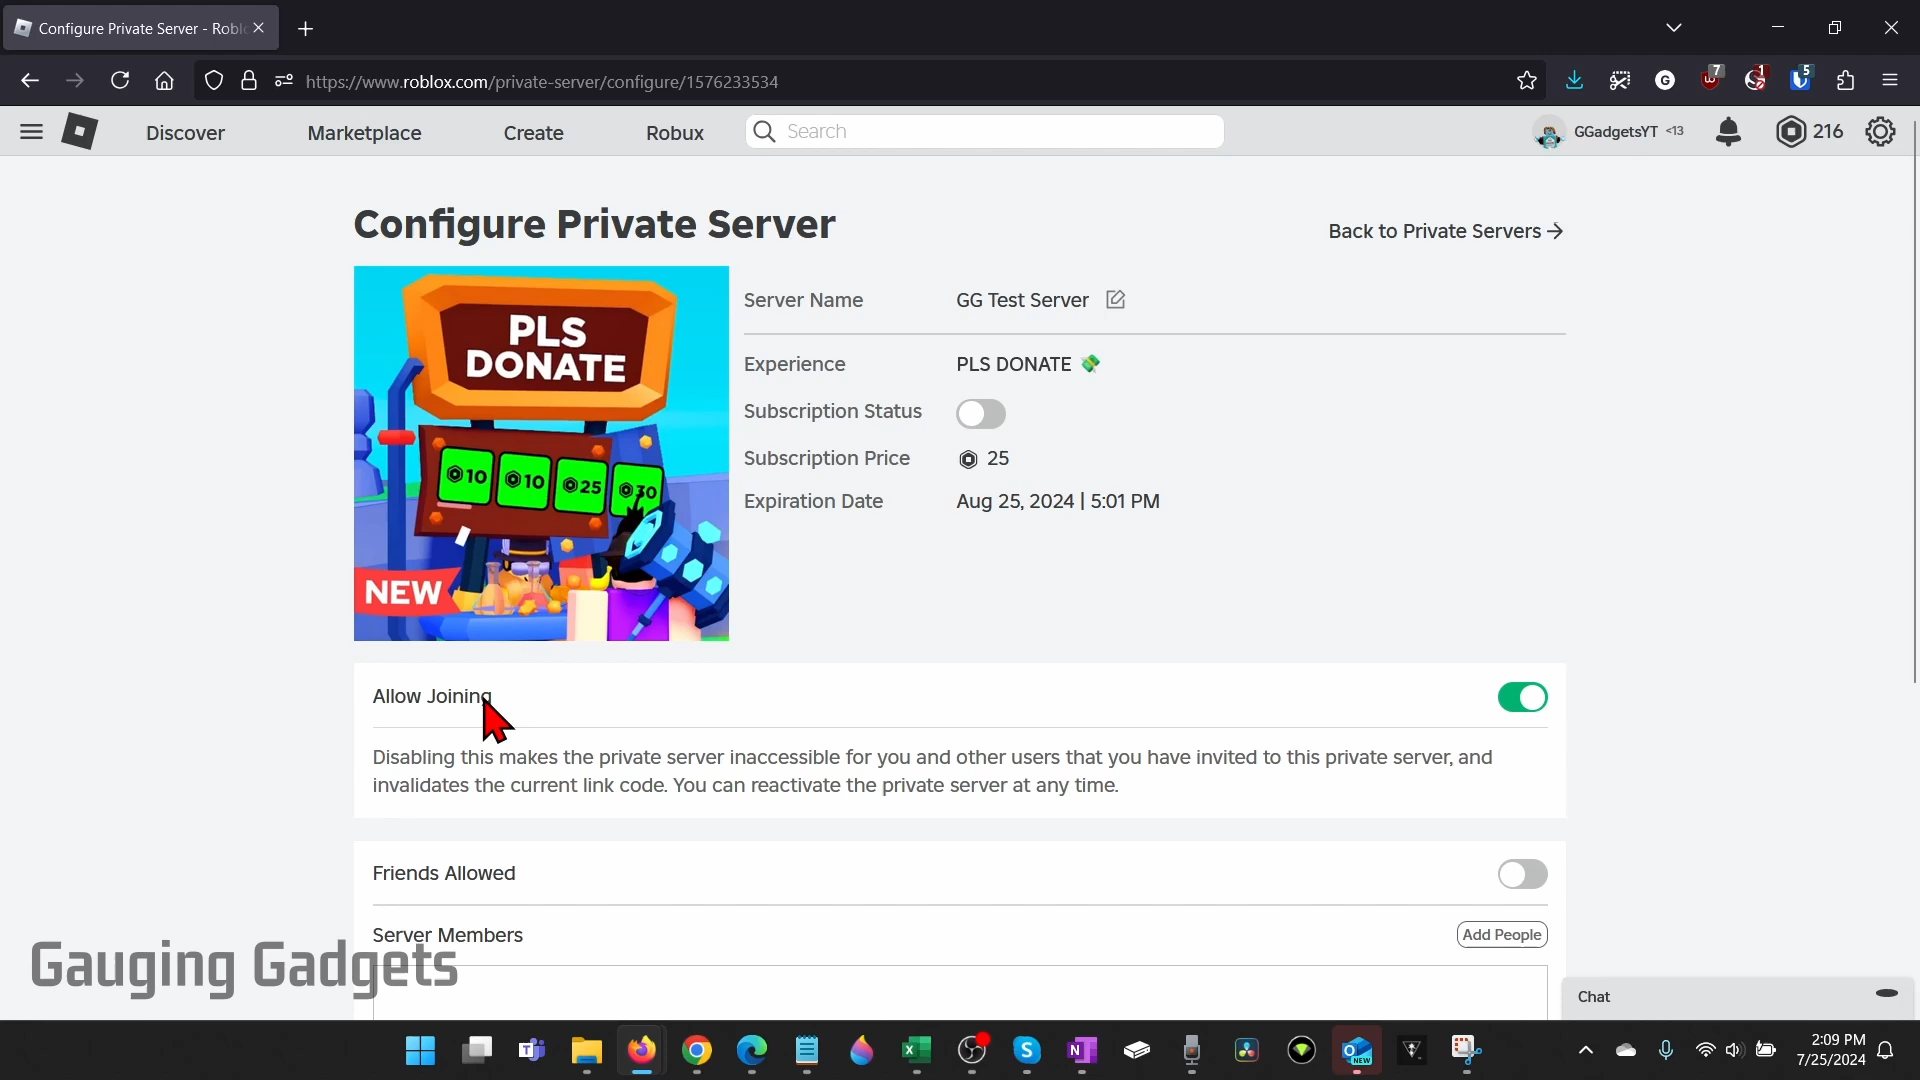 Configure Private Server - Roblo
https://www.roblox.com/private-server/configure/1576233534
7
1
5
Discover
Marketplace
Create
Robux
Search
GGadgetsYT <13
216
Configure Private Server
Back to Private Servers
PLS
DONATE
10
10
25
30
NEW
Server Name
GG Test Server
Experience
PLS DONATE 💸
Subscription Status
Subscription Price
25
Expiration Date
Aug 25, 2024 | 5:01 PM
Allow Joining
Disabling this makes the private server inaccessible for you and other users that you have invited to this private server, and
invalidates the current link code. You can reactivate the private server at any time.
Friends Allowed
Server Members
Add People
Gauging Gadgets
Chat
NEW
2:09 PM
7/25/2024